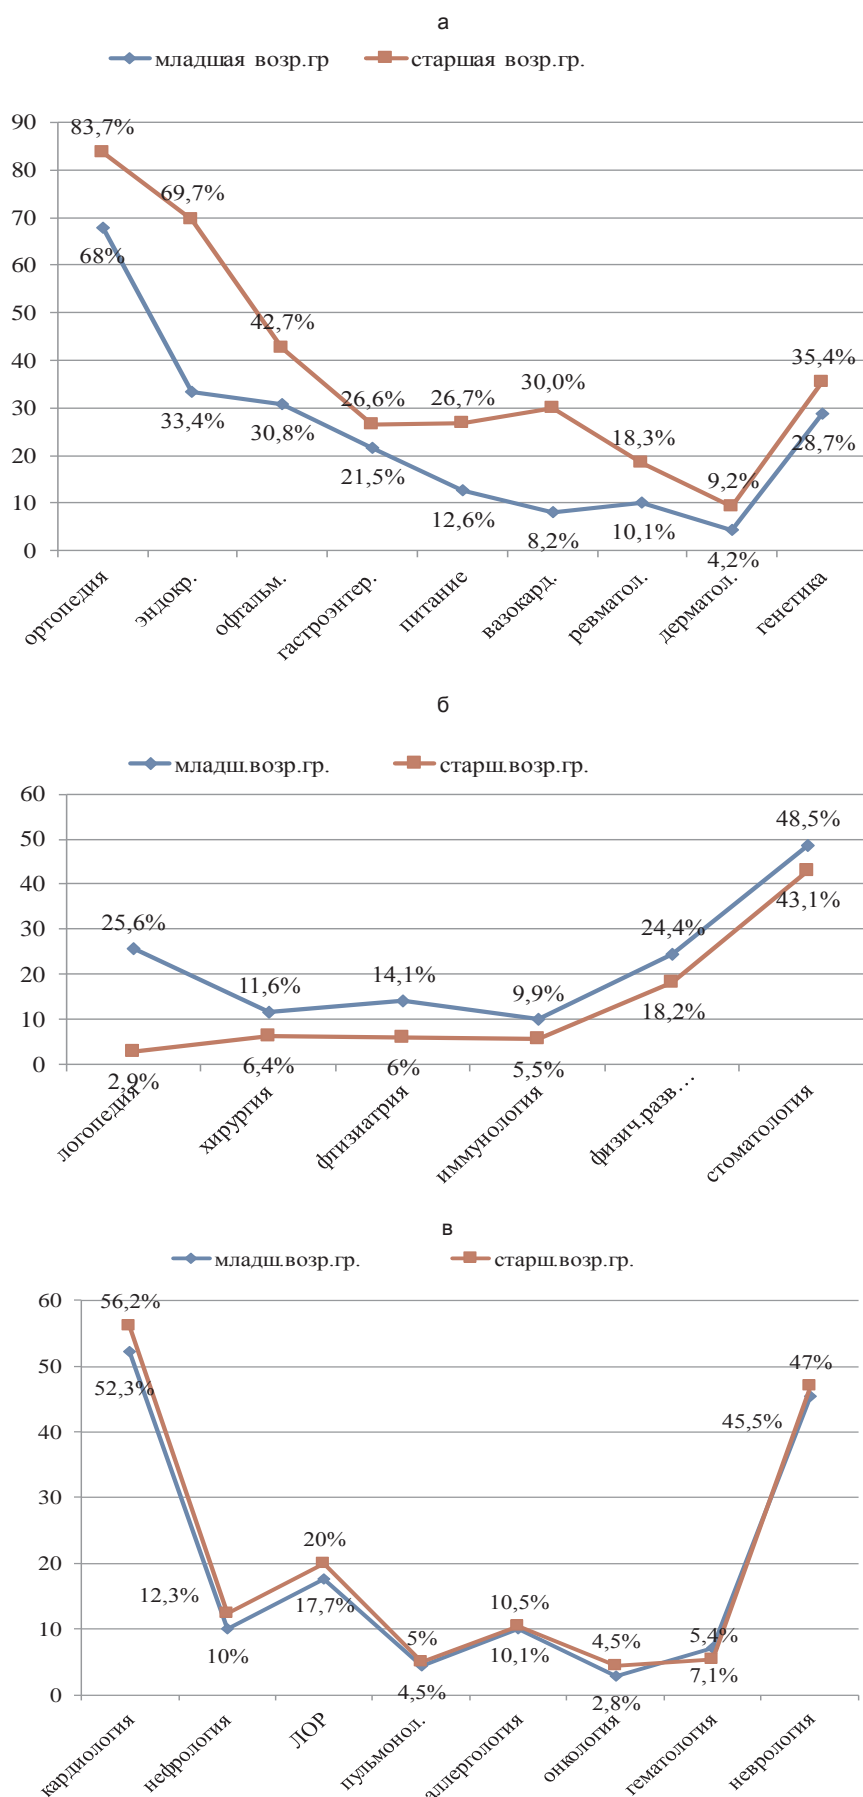 а
младшая возр.гр старшая возр.гр.
90
80
70
60
50
40
30
20
10
0
83,7%
69,7%
42,7%
26,6%
26,7%
30,0%
18,3%
9,2%
35,4%
68%
33,4%
30,8%
21,5%
12,6%
8,2%
10,1%
4,2%
28,7%
ортопедия
эндокр.
офтальм.
гастроэнтер.
питание
вазокард.
ревматол.
дерматол.
генетика
б
младш.возр.гр. старш.возр.гр.
60
50
40
30
20
10
0
25,6%
11,6%
14,1%
9,9%
24,4%
48,5%
2,9%
6,4%
6%
5,5%
18,2%
43,1%
логопедия
хирургия
фтизиатрия
иммунология
физич.разв…
стоматология
в
младш.возр.гр. старш.возр.гр.
60
50
40
30
20
10
0
56,2%
12,3%
20%
5%
10,5%
4,5%
5,4%
47%
52,3%
10%
17,7%
4,5%
10,1%
2,8%
7,1%
45,5%
кардиология
нефрология
ЛОР
пульмонол.
аллергология
онкология
гематология
неврология